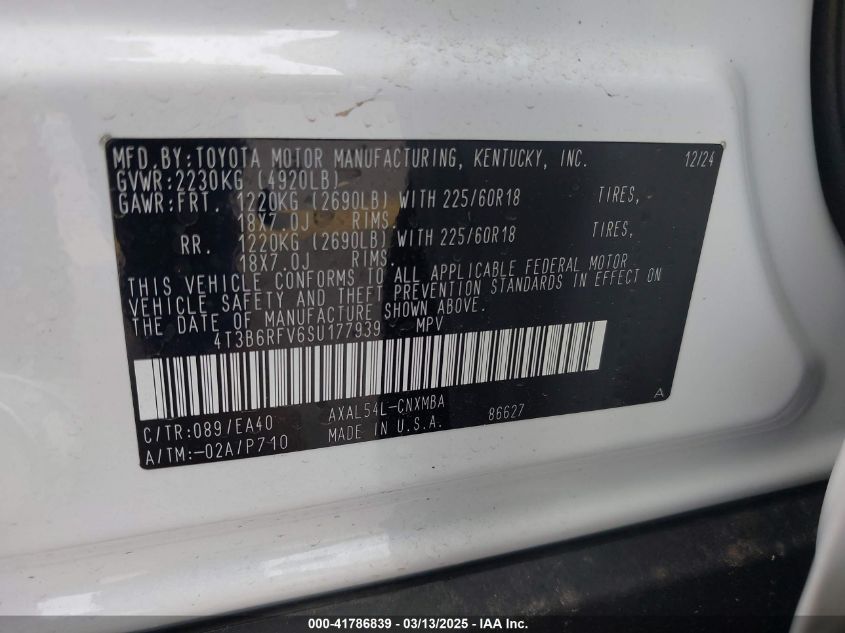 MFD.BY:TOYOTA MOTOR MANUFACTURING, KENTUCKY, INC. 12/24
GVWR:2230KG (4920LB)
GAWR:FRT. 1220KG (2690LB) WITH 225/60R18 TIRES,
18X7.0J RIMS.
RR. 1220KG (2690LB) WITH 225/60R18 TIRES,
18X7.0J RIMS.
THIS VEHICLE CONFORMS TO ALL APPLICABLE FEDERAL MOTOR
VEHICLE SAFETY AND THEFT PREVENTION STANDARDS IN EFFECT ON
THE DATE OF MANUFACTURE SHOWN ABOVE.
4T3B6RFV6SU177939 MPV
C/TR:089/EA40 AXAL54L-CNXMBA 86627 A
A/TM:-02A/P710 MADE IN U.S.A.
000-41786839 - 03/13/2025 - IAA Inc.